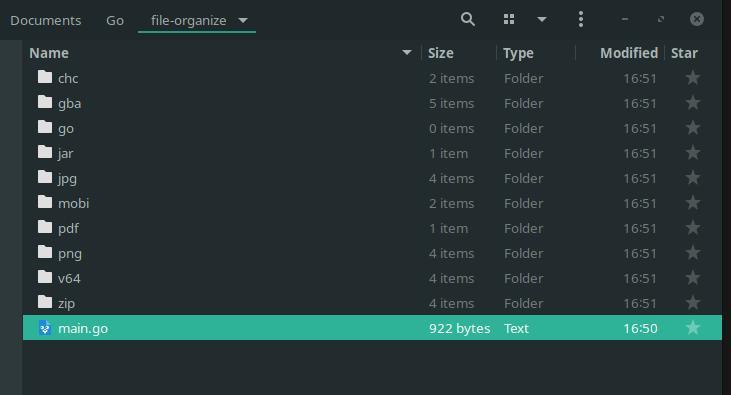 Documents Go file-organize
Name Size Type Modified Star
chc 2 items Folder 16:51
gba 5 items Folder 16:51
go 0 items Folder 16:51
jar 1 item Folder 16:51
jpg 4 items Folder 16:51
mobi 2 items Folder 16:51
pdf 1 item Folder 16:51
png 4 items Folder 16:51
v64 4 items Folder 16:51
zip 4 items Folder 16:51
main.go 922 bytes Text 16:50